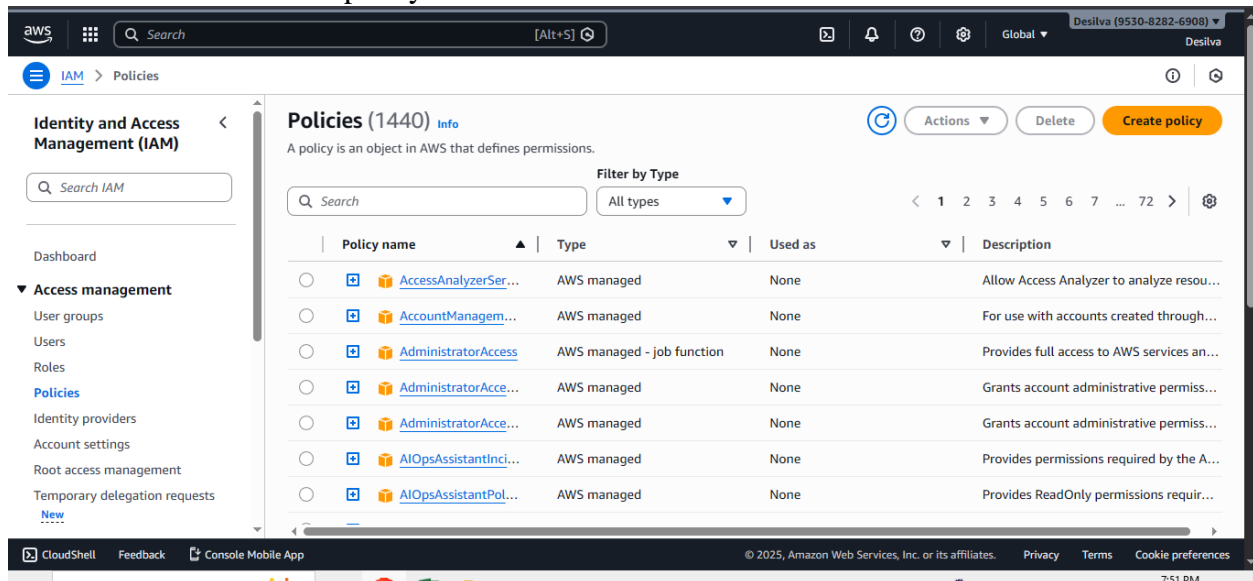 policy
aws
Search [Alt+S]
Global ▼
Desilva (9530-8282-6908) ▼
Desilva
IAM > Policies
Identity and Access Management (IAM)
Search IAM
Dashboard
Access management
User groups
Users
Roles
Policies
Identity providers
Account settings
Root access management
Temporary delegation requests
New
Policies (1440) Info
A policy is an object in AWS that defines permissions.
Actions ▼
Delete
Create policy
Filter by Type
Search
All types
< 1 2 3 4 5 6 7 ... 72 >
Policy name Type Used as Description
AccessAnalyzerSer... AWS managed None Allow Access Analyzer to analyze resou...
AccountManagem... AWS managed None For use with accounts created through...
AdministratorAccess AWS managed - job function None Provides full access to AWS services an...
AdministratorAcce... AWS managed None Grants account administrative permiss...
AdministratorAcce... AWS managed None Grants account administrative permiss...
AIOpsAssistantInci... AWS managed None Provides permissions required by the A...
AIOpsAssistantPol... AWS managed None Provides ReadOnly permissions requir...
CloudShell Feedback Console Mobile App © 2025, Amazon Web Services, Inc. or its affiliates. Privacy Terms Cookie preferences
7:51 PM